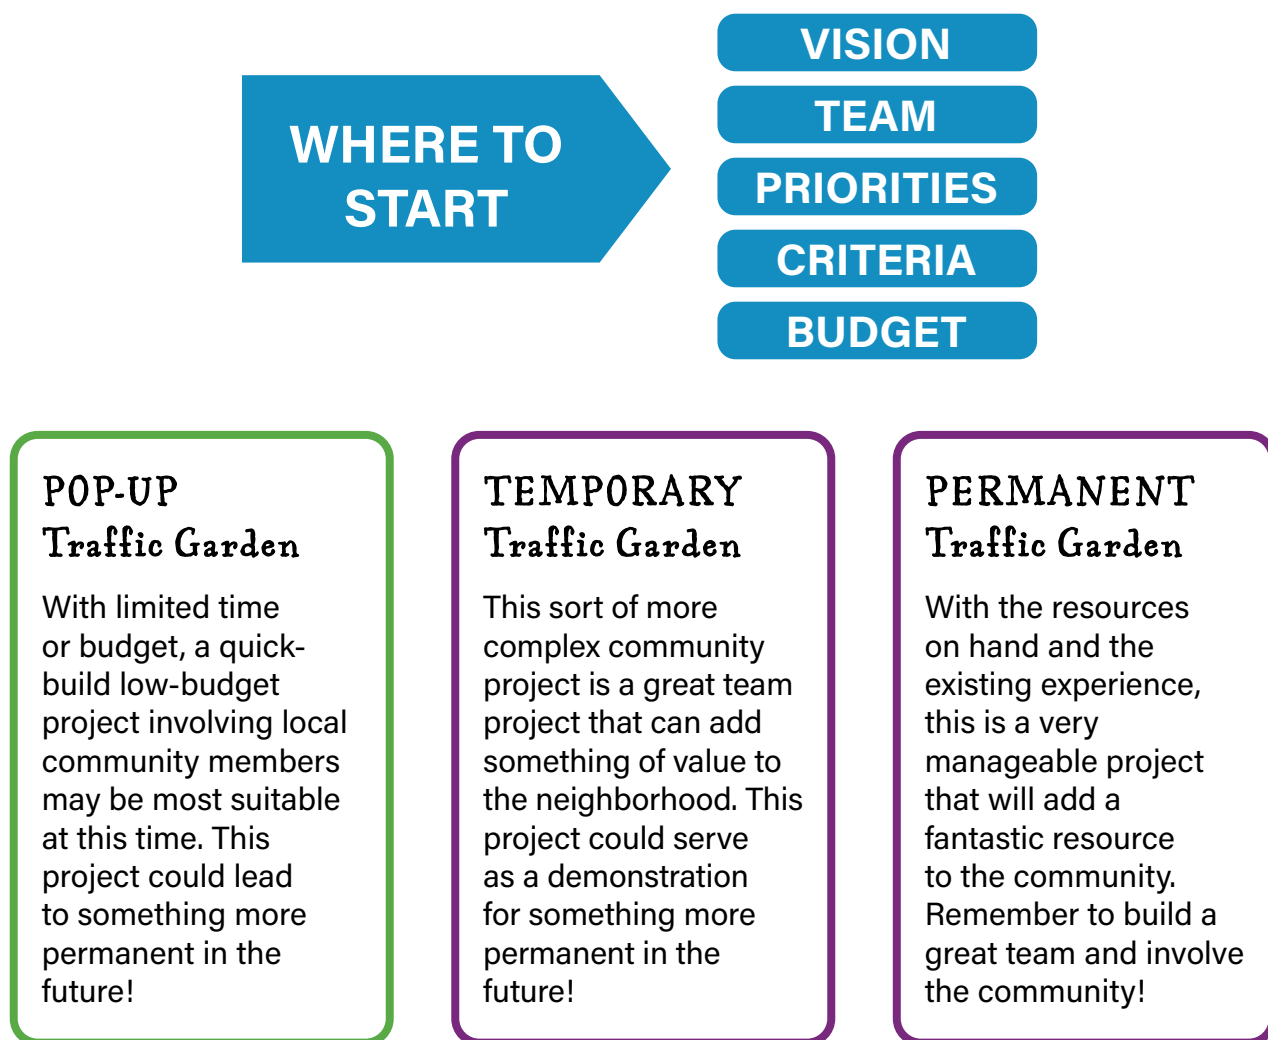 WHERE TO
START
VISION
TEAM
PRIORITIES
CRITERIA
BUDGET
POP-UP
Traffic Garden
With limited time
or budget, a quick-
build low-budget
project involving local
community members
may be most suitable
at this time. This
project could lead
to something more
permanent in the
future!
TEMPORARY
Traffic Garden
This sort of more
complex community
project is a great team
project that can add
something of value to
the neighborhood. This
project could serve
as a demonstration
for something more
permanent in the
future!
PERMANENT
Traffic Garden
With the resources
on hand and the
existing experience,
this is a very
manageable project
that will add a
fantastic resource
to the community.
Remember to build a
great team and involve
the community!